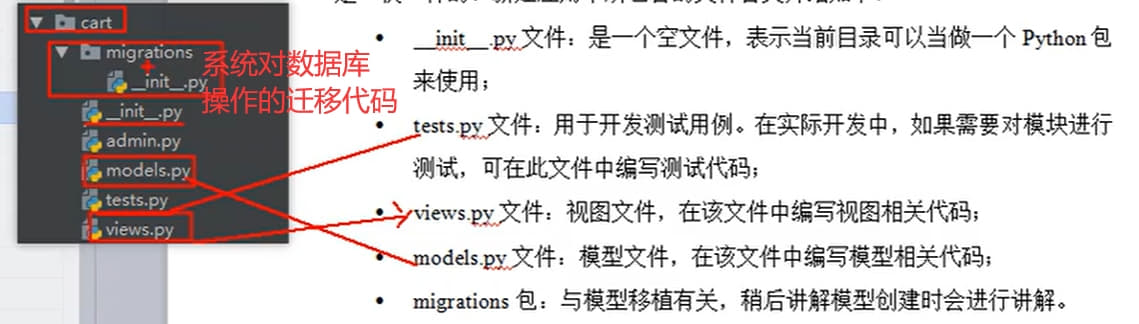 cart
migrations
__init__.py
__init__.py
admin.py
models.py
tests.py
views.py
系统对数据库
操作的迁移代码
• __init__.py 文件：是一个空文件，表示当前目录可以当做一个 Python 包
来使用；
• tests.py 文件：用于开发测试用例。在实际开发中，如果需要对模块进行
测试，可在此文件中编写测试代码；
• views.py 文件：视图文件，在该文件中编写视图相关代码；
• models.py 文件：模型文件，在该文件中编写模型相关代码；
• migrations 包：与模型移植有关，稍后讲解模型创建时会进行讲解。